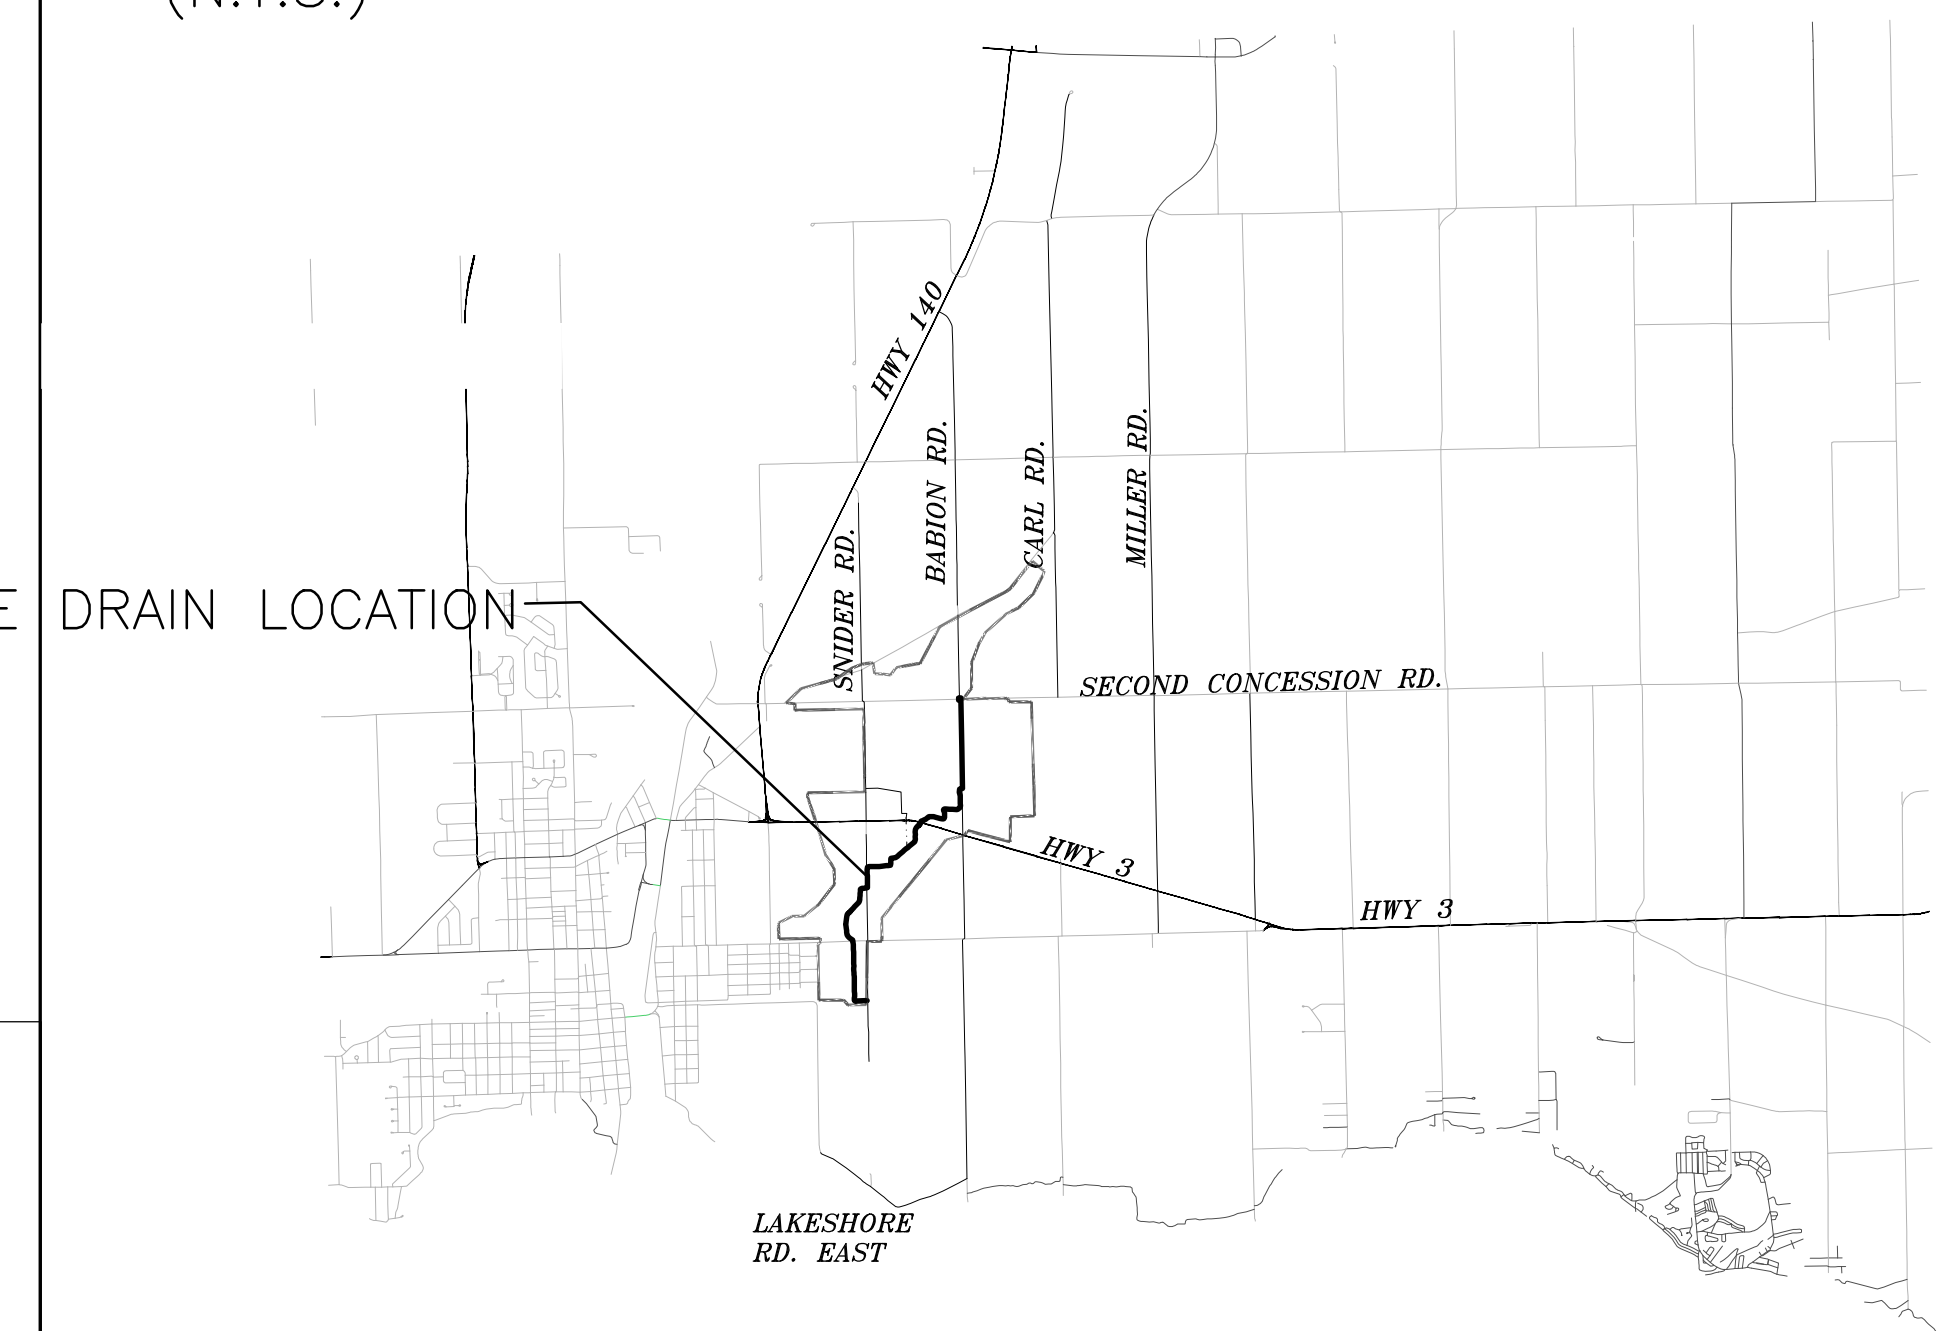 (N.T.S.)
HWY 140
BABION RD.
CARL RD.
MILLER RD.
SNIDER RD.
DRAIN LOCATION
SECOND CONCESSION RD.
HWY 3
HWY 3
LAKESHORE
RD. EAST